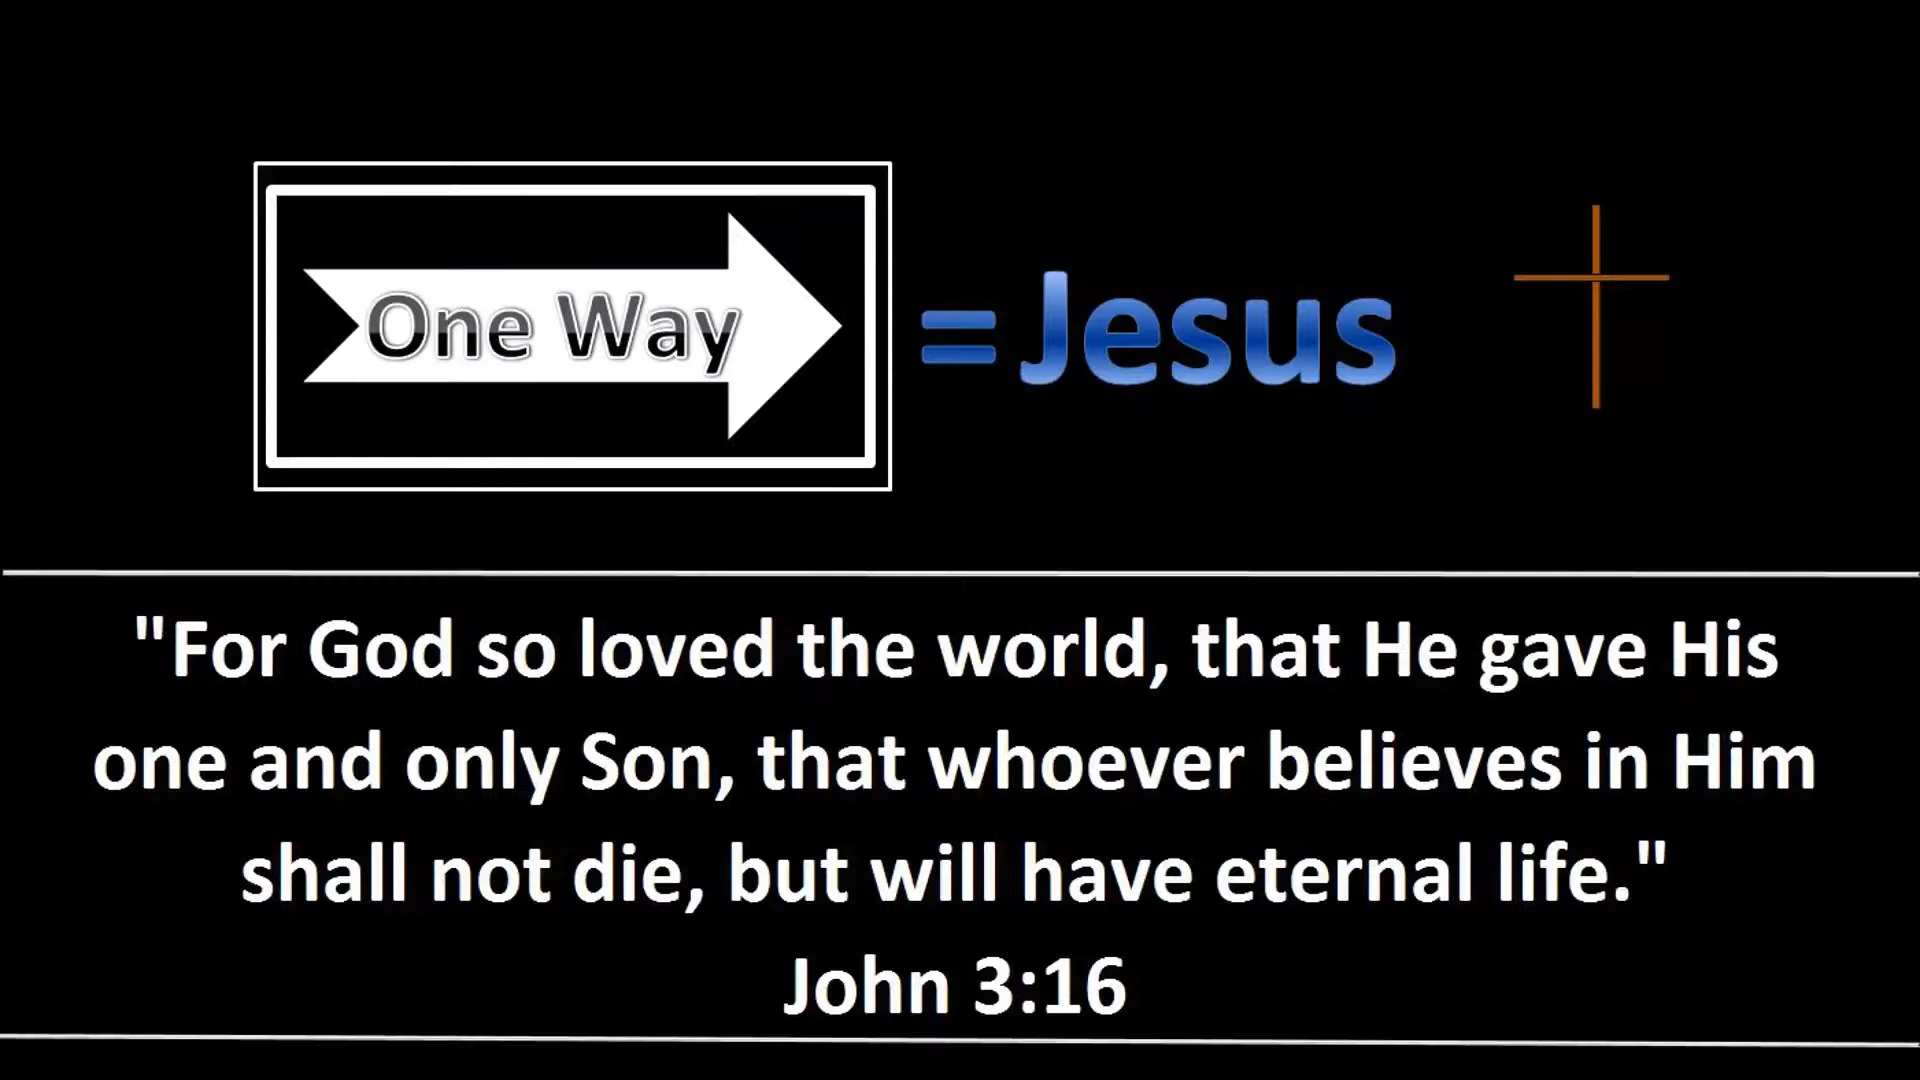 One Way = Jesus
"For God so loved the world, that He gave His
one and only Son, that whoever believes in Him
shall not die, but will have eternal life."
John 3:16